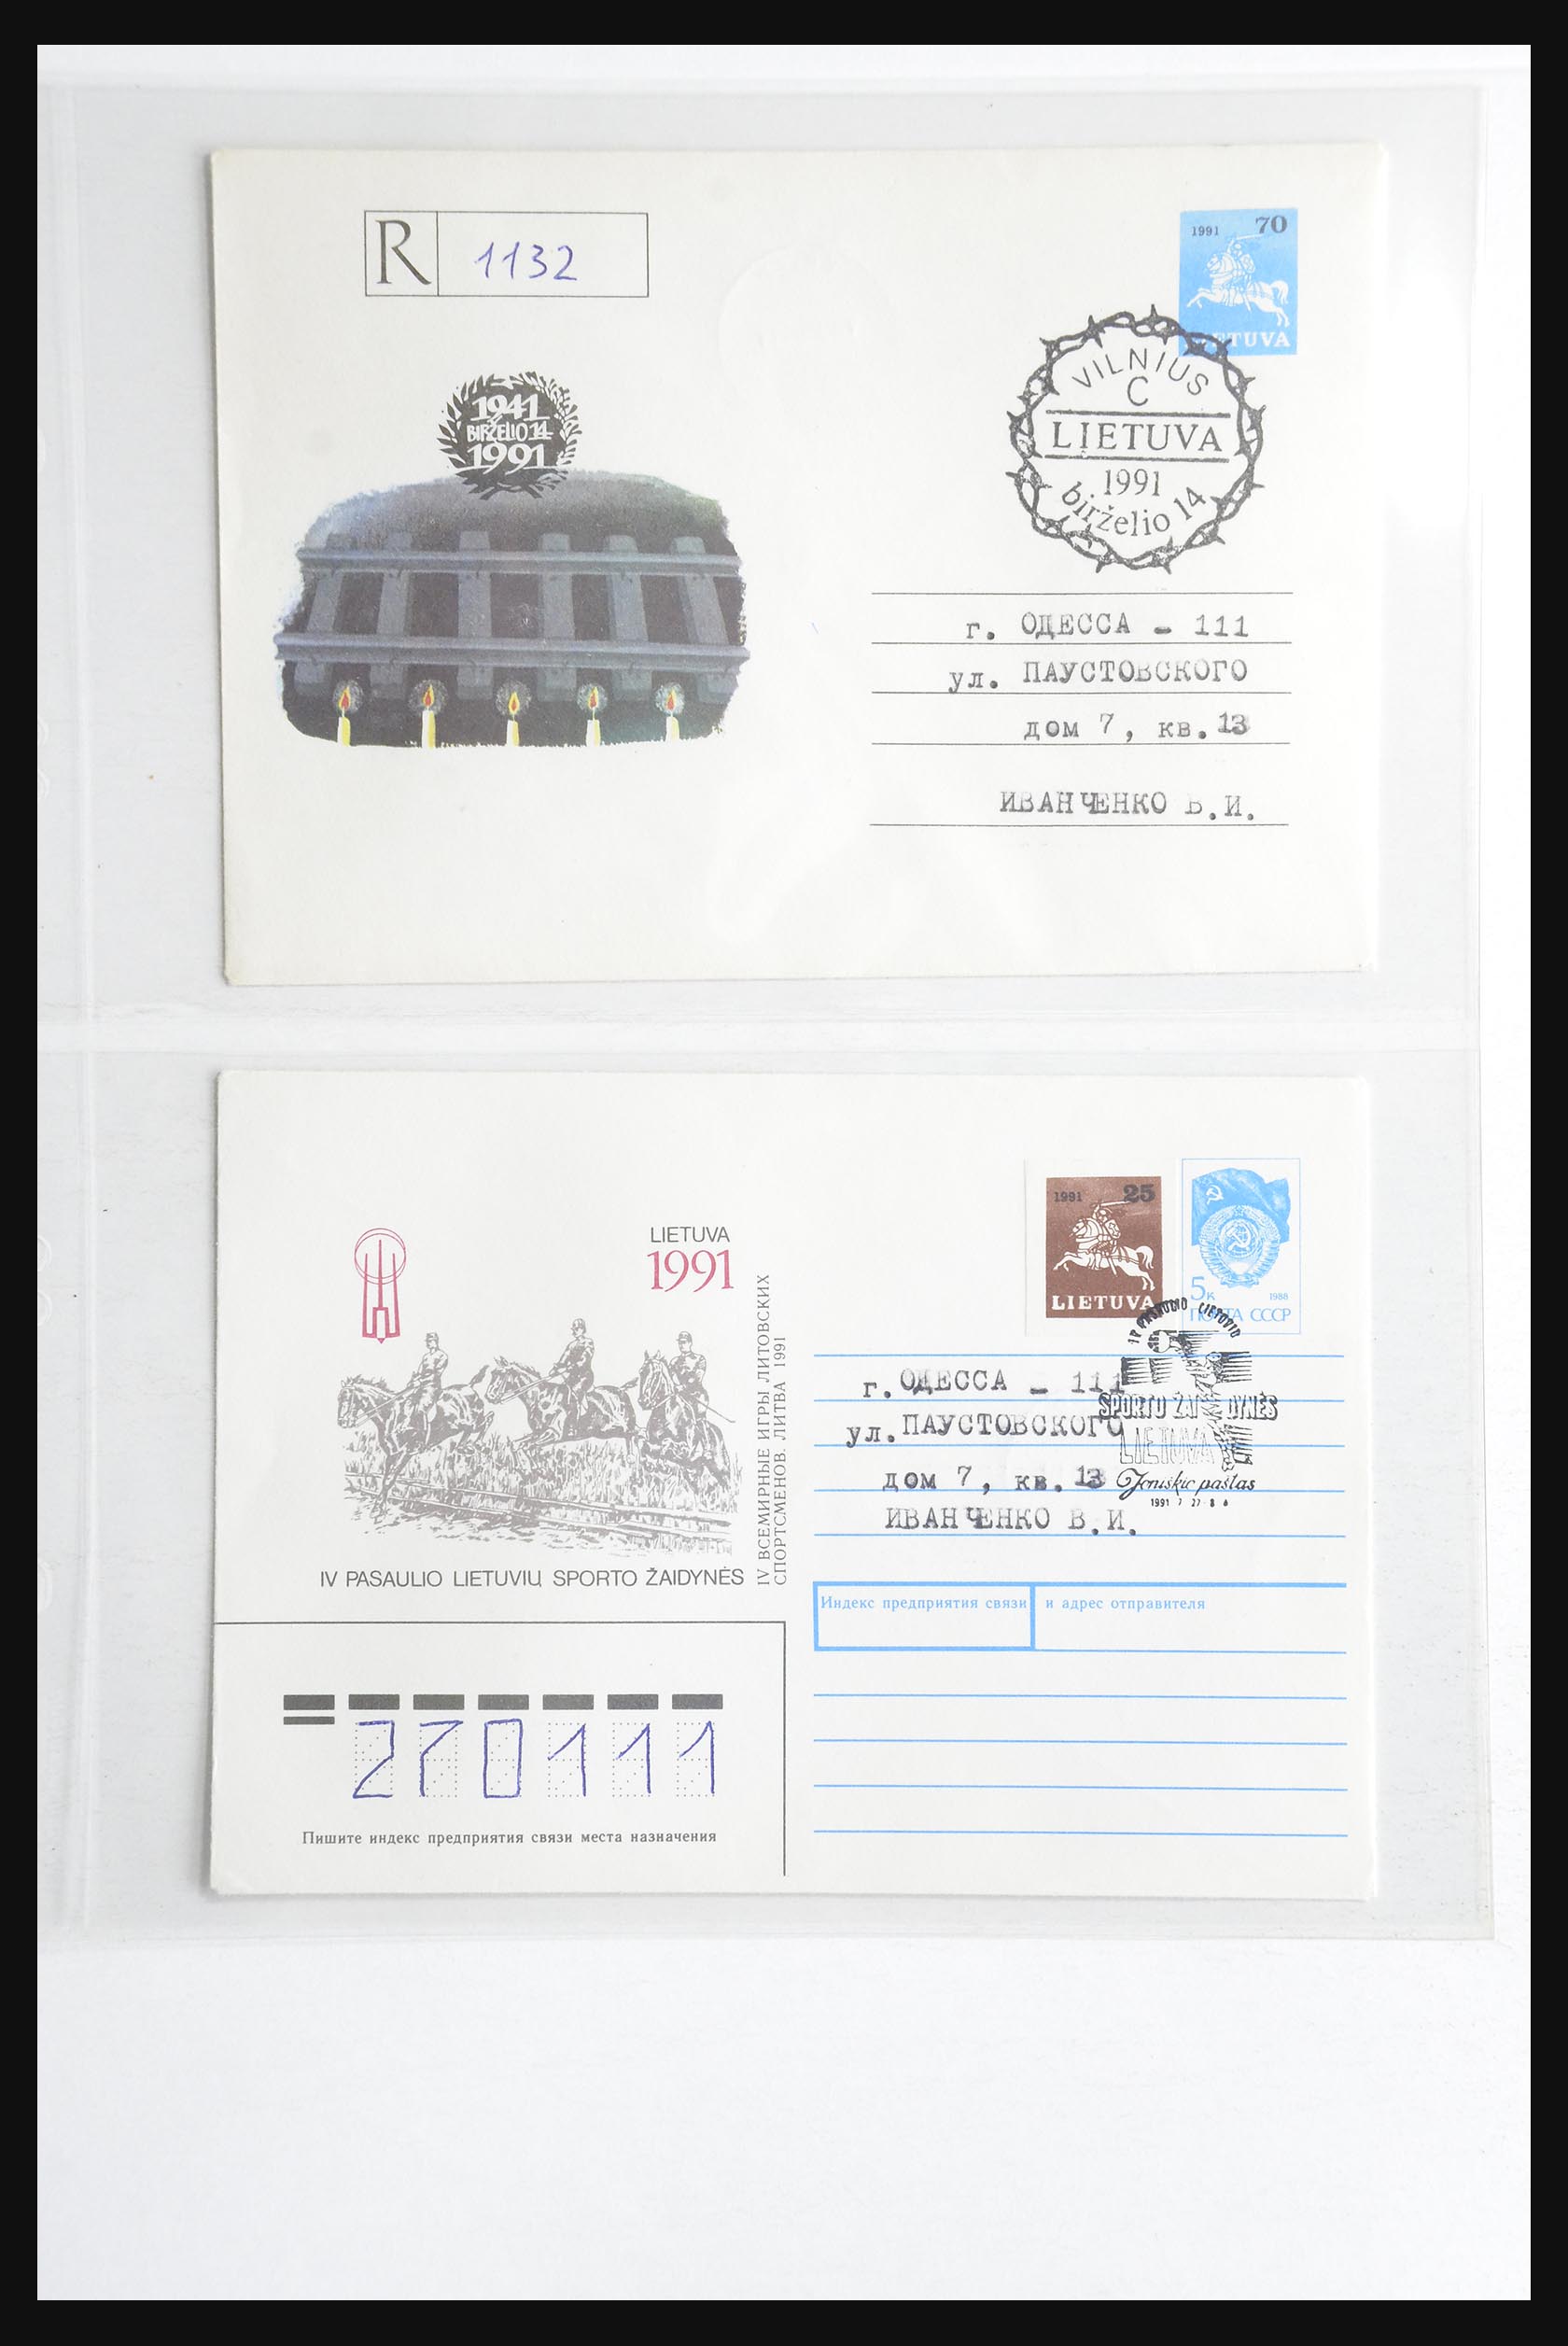 R 1132
1991 70
LIETUVA
1941
BIRŽELIO 14
1991
VILNIUS
C
LIETUVA
1991
birželio 14
г. ОДЕССА - 111
ул. ПАУСТОВСКОГО
дом 7, кв. 13
ИВАНЧЕНКО В.И.
LIETUVA
1991
1991 25
LIETUVA
5к 1988
ПОЧТА СССР
IV PASAULIO LIETUVIŲ SPORTO ŽAIDYNĖS
IV ВСЕМИРНЫЕ ИГРЫ ЛИТОВСКИХ
СПОРТСМЕНОВ. ЛИТВА 1991
IV PASAULIO LIETUVIŲ
SPORTO ŽAIDYNĖS
LIETUVA
paštas
1991 7 27
г. ОДЕССА - 111
ул. ПАУСТОВСКОГО
дом 7, кв. 13
ИВАНЧЕНКО В.И.
Индекс предприятия связи и адрес отправителя
270111
Пишите индекс предприятия связи места назначения